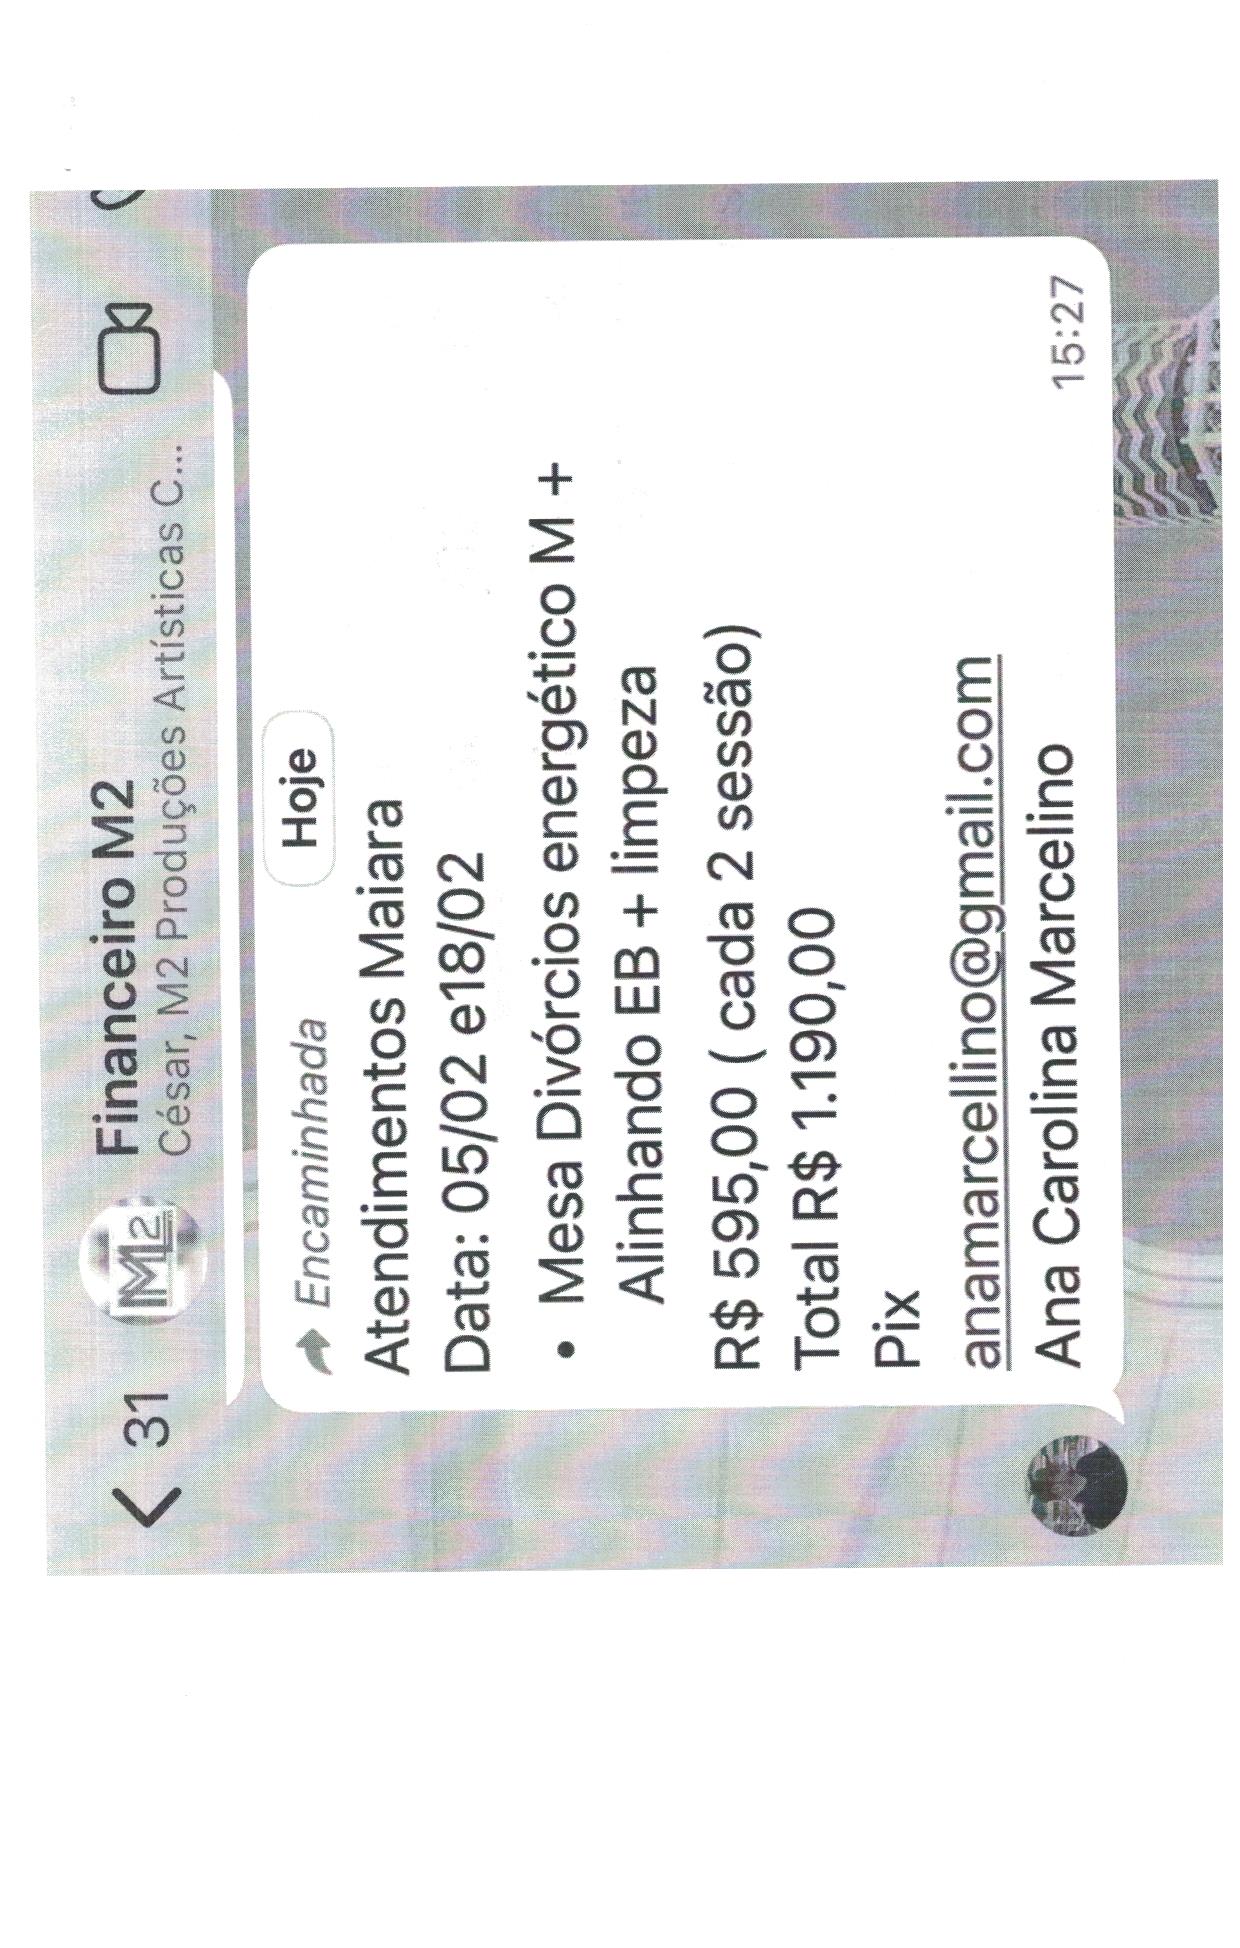 31
M2
Financeiro M2
César, M2 Produções Artísticas C...
Hoje
Encaminhada
Atendimentos Maiara
Data: 05/02 e18/02
• Mesa Divórcios energético M +
Alinhando EB + limpeza
R$ 595,00 ( cada 2 sessão)
Total R$ 1.190,00
Pix
anamarcellino@gmail.com
Ana Carolina Marcelino
15:27